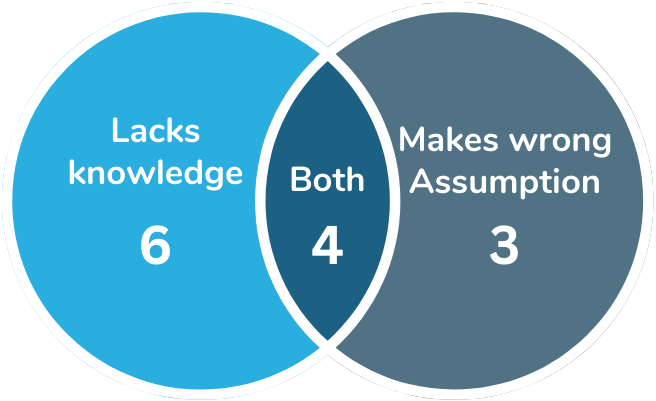 Lacks
knowledge
6
Both
4
Makes wrong
Assumption
3